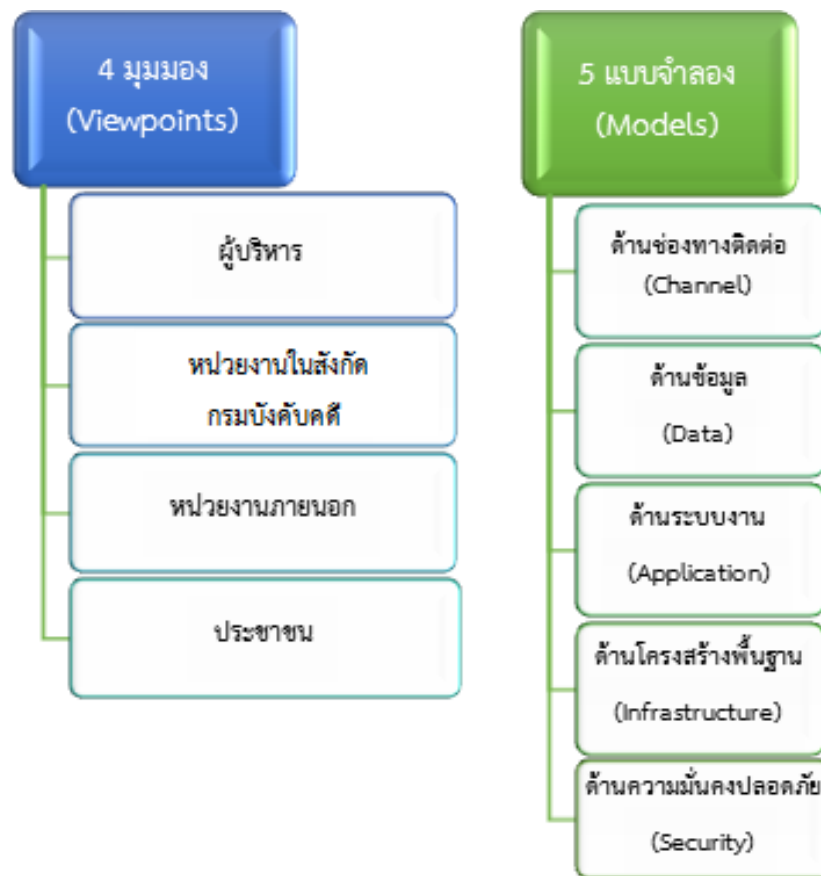 4 มุมมอง
(Viewpoints)
ผู้บริหาร
หน่วยงานในสังกัด
กรมบังคับคดี
หน่วยงานภายนอก
ประชาชน
5 แบบจำลอง
(Models)
ด้านช่องทางติดต่อ
(Channel)
ด้านข้อมูล
(Data)
ด้านระบบงาน
(Application)
ด้านโครงสร้างพื้นฐาน
(Infrastructure)
ด้านความมั่นคงปลอดภัย
(Security)